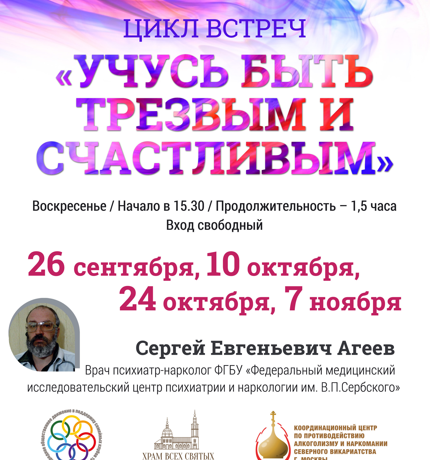 ЦИКЛ ВСТРЕЧ
«УЧУСЬ БЫТЬ
ТРЕЗВЫМ И
СЧАСТЛИВЫМ»
Воскресенье / Начало в 15.30 / Продолжительность – 1,5 часа
Вход свободный
26 сентября, 10 октября,
24 октября, 7 ноября
Сергей Евгеньевич Агеев
Врач психиатр-нарколог ФГБУ «Федеральный медицинский
исследовательский центр психиатрии и наркологии им. В.П.Сербского»
ХРАМ ВСЕХ СВЯТЫХ
КООРДИНАЦИОННЫЙ ЦЕНТР
ПО ПРОТИВОДЕЙСТВИЮ
АЛКОГОЛИЗМУ И НАРКОМАНИИ
СЕВЕРНОГО ВИКАРИАТСТВА
Г. МОСКВЫ